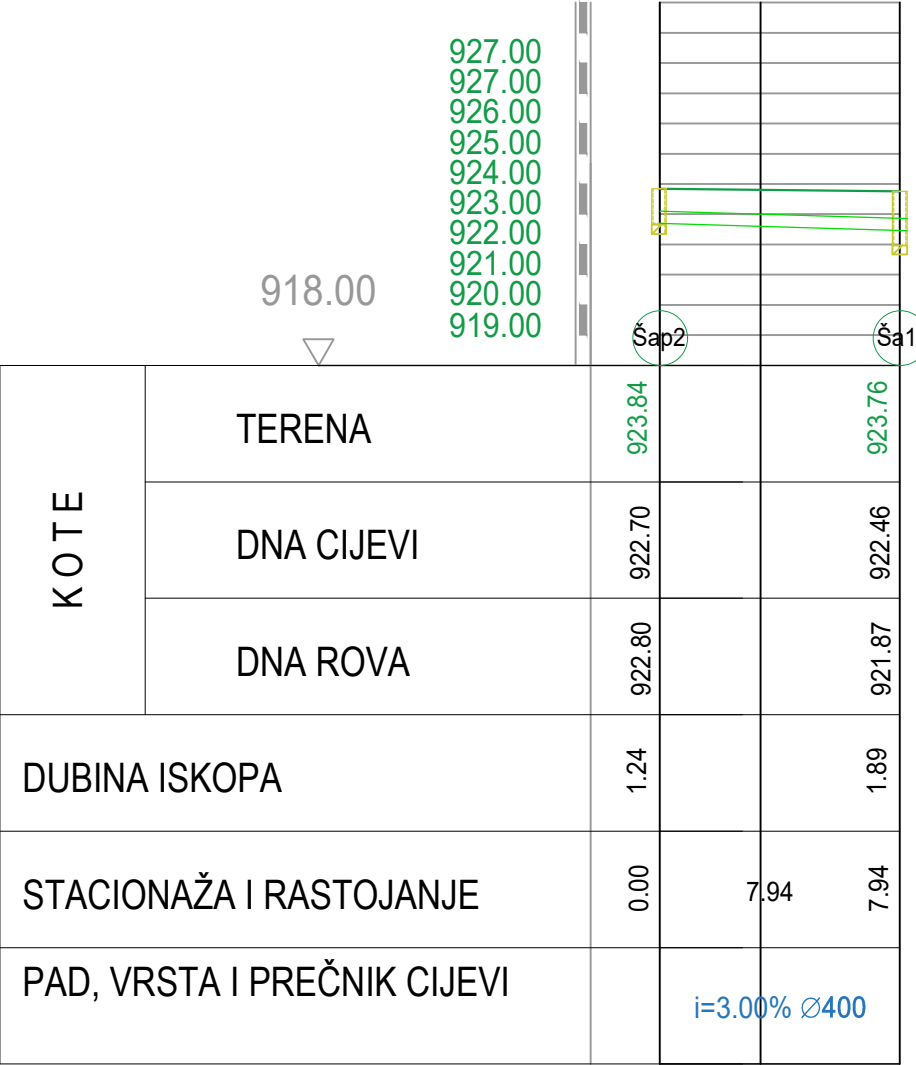 927.00
927.00
926.00
925.00
924.00
923.00
922.00
921.00
920.00
919.00
918.00
Šap2
Ša1
KOTE
TERENA
923.84
923.76
DNA CIJEVI
922.70
922.46
DNA ROVA
922.80
921.87
DUBINA ISKOPA
1.24
1.89
STACIONAŽA I RASTOJANJE
0.00
7.94
7.94
PAD, VRSTA I PREČNIK CIJEVI
i=3.00% ∅400